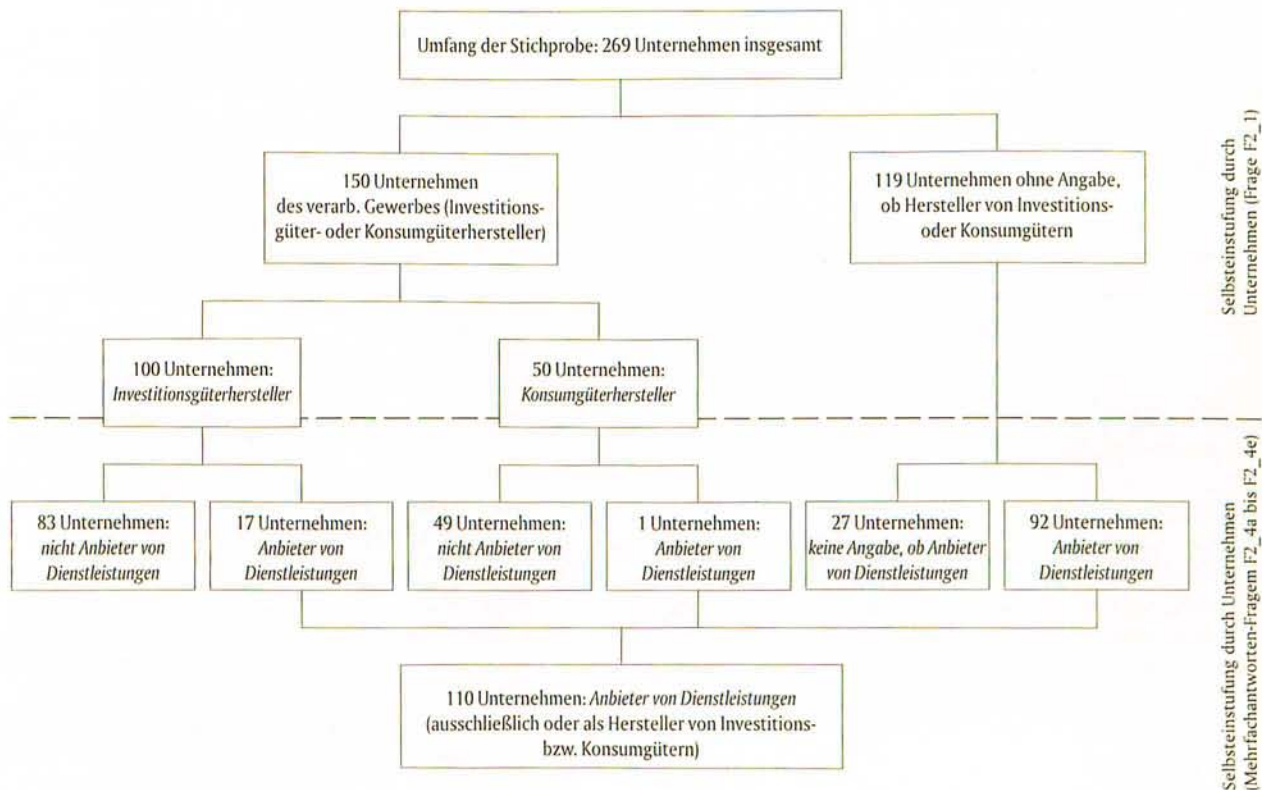 Umfang der Stichprobe: 269 Unternehmen insgesamt
150 Unternehmen
des verarb. Gewerbes (Investitions-
güter- oder Konsumgüterhersteller)
119 Unternehmen ohne Angabe,
ob Hersteller von Investitions-
oder Konsumgütern
Selbsteinstufung durch
Unternehmen (Frage F2_1)
100 Unternehmen:
Investitionsgüterhersteller
50 Unternehmen:
Konsumgüterhersteller
83 Unternehmen:
nicht Anbieter von
Dienstleistungen
17 Unternehmen:
Anbieter von
Dienstleistungen
49 Unternehmen:
nicht Anbieter von
Dienstleistungen
1 Unternehmen:
Anbieter von
Dienstleistungen
27 Unternehmen:
keine Angabe, ob Anbieter
von Dienstleistungen
92 Unternehmen:
Anbieter von
Dienstleistungen
Selbsteinstufung durch Unternehmen
(Mehrfachantworten-Fragem F2_4a bis F2_4e)
110 Unternehmen: Anbieter von Dienstleistungen
(ausschließlich oder als Hersteller von Investitions-
bzw. Konsumgütern)